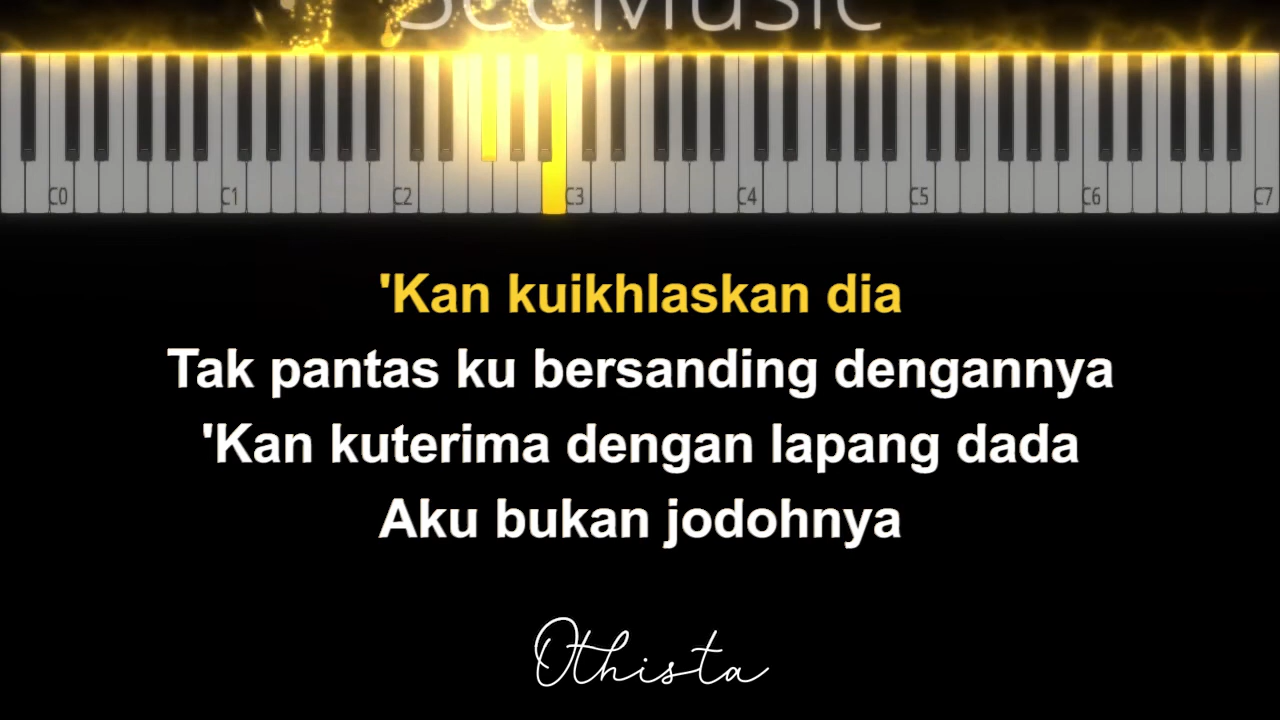 SeeMusic
C0 C1 C2 C3 C4 C5 C6 C7
'Kan kuikhlaskan dia
Tak pantas ku bersanding dengannya
'Kan kuterima dengan lapang dada
Aku bukan jodohnya
Othista